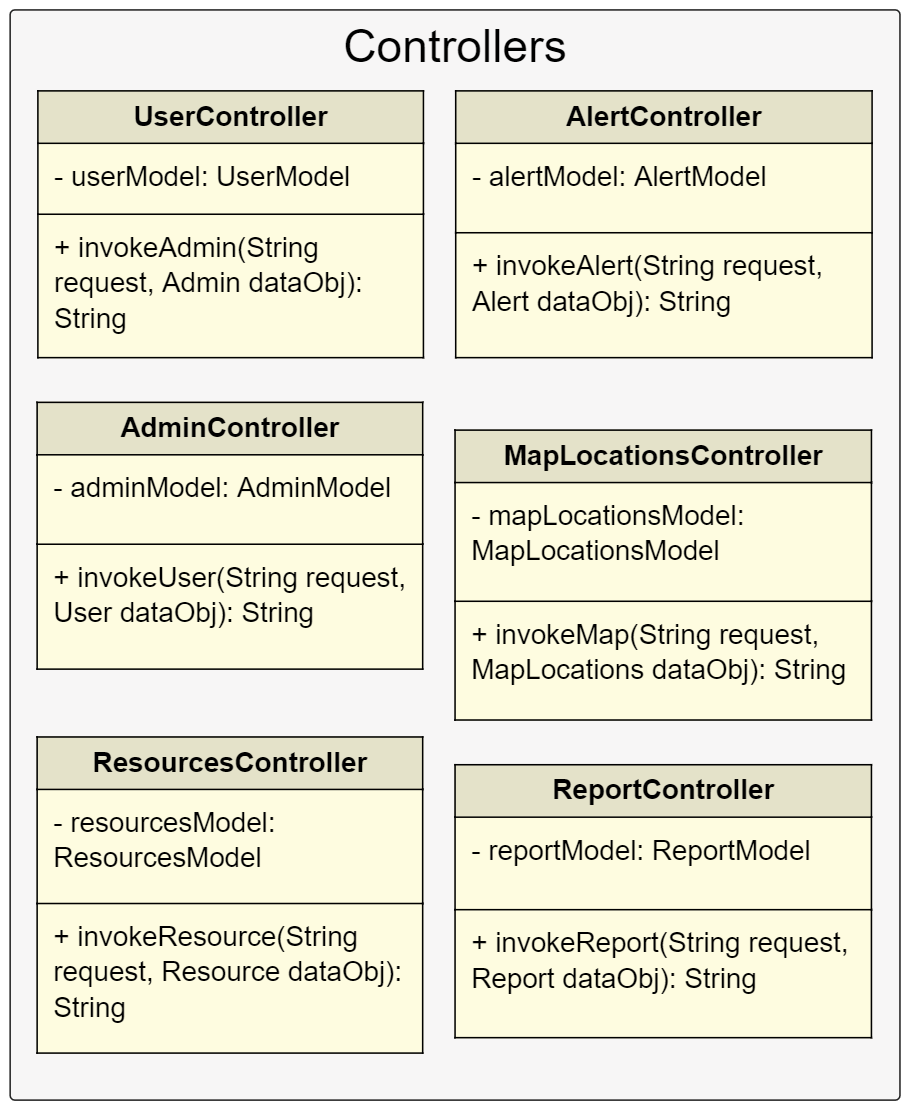 Controllers
UserController
- userModel: UserModel
+ invokeAdmin(String
request, Admin dataObj):
String
AlertController
- alertModel: AlertModel
+ invokeAlert(String request,
Alert dataObj): String
AdminController
- adminModel: AdminModel
+ invokeUser(String request,
User dataObj): String
MapLocationsController
- mapLocationsModel:
MapLocationsModel
+ invokeMap(String request,
MapLocations dataObj): String
ResourcesController
- resourcesModel:
ResourcesModel
+ invokeResource(String
request, Resource dataObj):
String
ReportController
- reportModel: ReportModel
+ invokeReport(String request,
Report dataObj): String